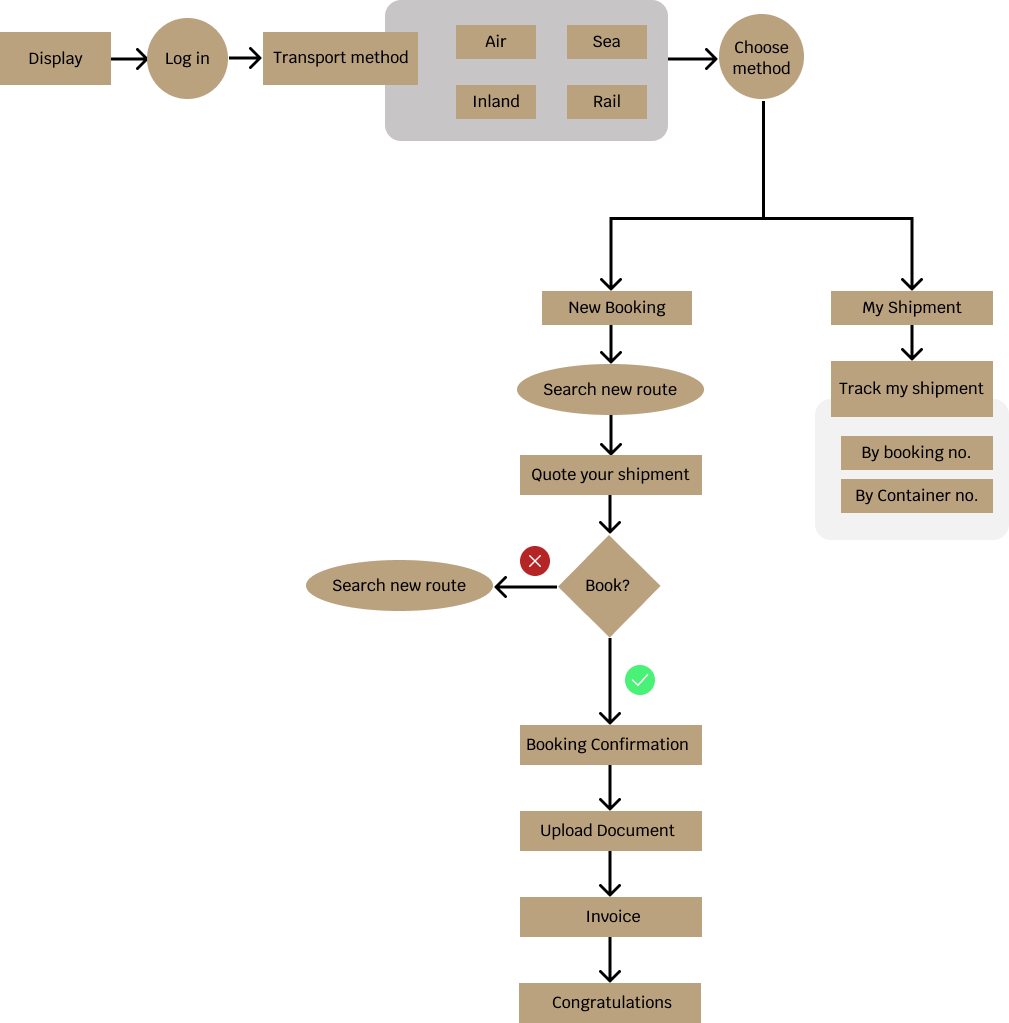 Display
Log in
Transport method
Air
Sea
Inland
Rail
Choose
method
New Booking
My Shipment
Search new route
Track my shipment
Quote your shipment
By booking no.
By Container no.
Search new route
Book?
Booking Confirmation
Upload Document
Invoice
Congratulations